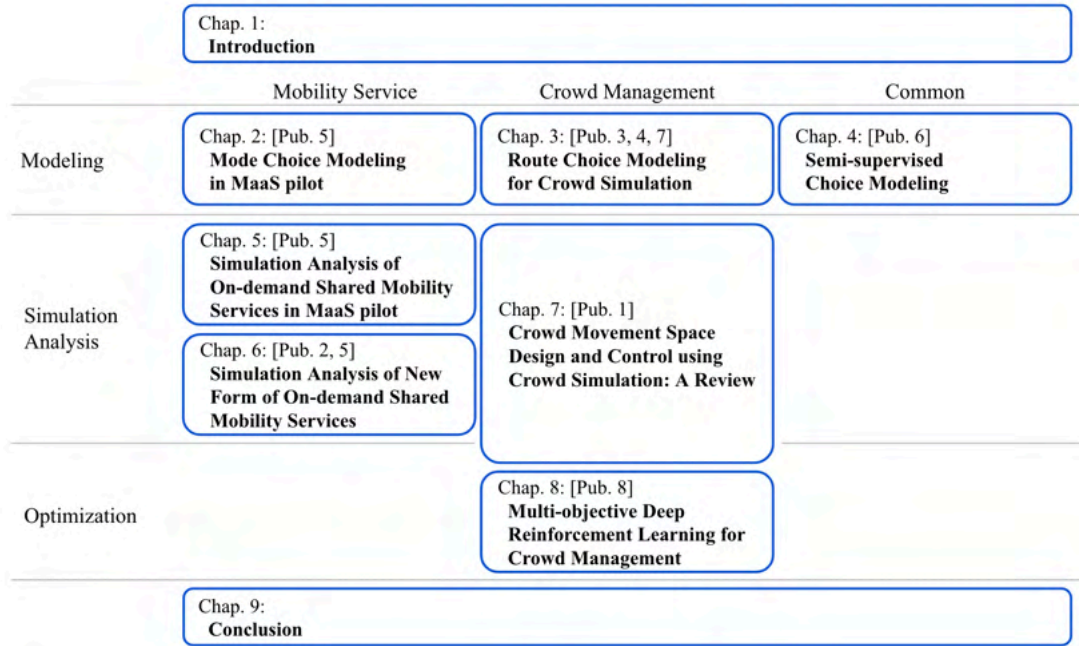 Chap. 1:
Introduction
Mobility Service
Crowd Management
Common
Modeling
Chap. 2: [Pub. 5]
Mode Choice Modeling
in MaaS pilot
Chap. 3: [Pub. 3, 4, 7]
Route Choice Modeling
for Crowd Simulation
Chap. 4: [Pub. 6]
Semi-supervised
Choice Modeling
Simulation
Analysis
Chap. 5: [Pub. 5]
Simulation Analysis of
On-demand Shared Mobility
Services in MaaS pilot
Chap. 6: [Pub. 2, 5]
Simulation Analysis of New
Form of On-demand Shared
Mobility Services
Chap. 7: [Pub. 1]
Crowd Movement Space
Design and Control using
Crowd Simulation: A Review
Optimization
Chap. 8: [Pub. 8]
Multi-objective Deep
Reinforcement Learning for
Crowd Management
Chap. 9:
Conclusion